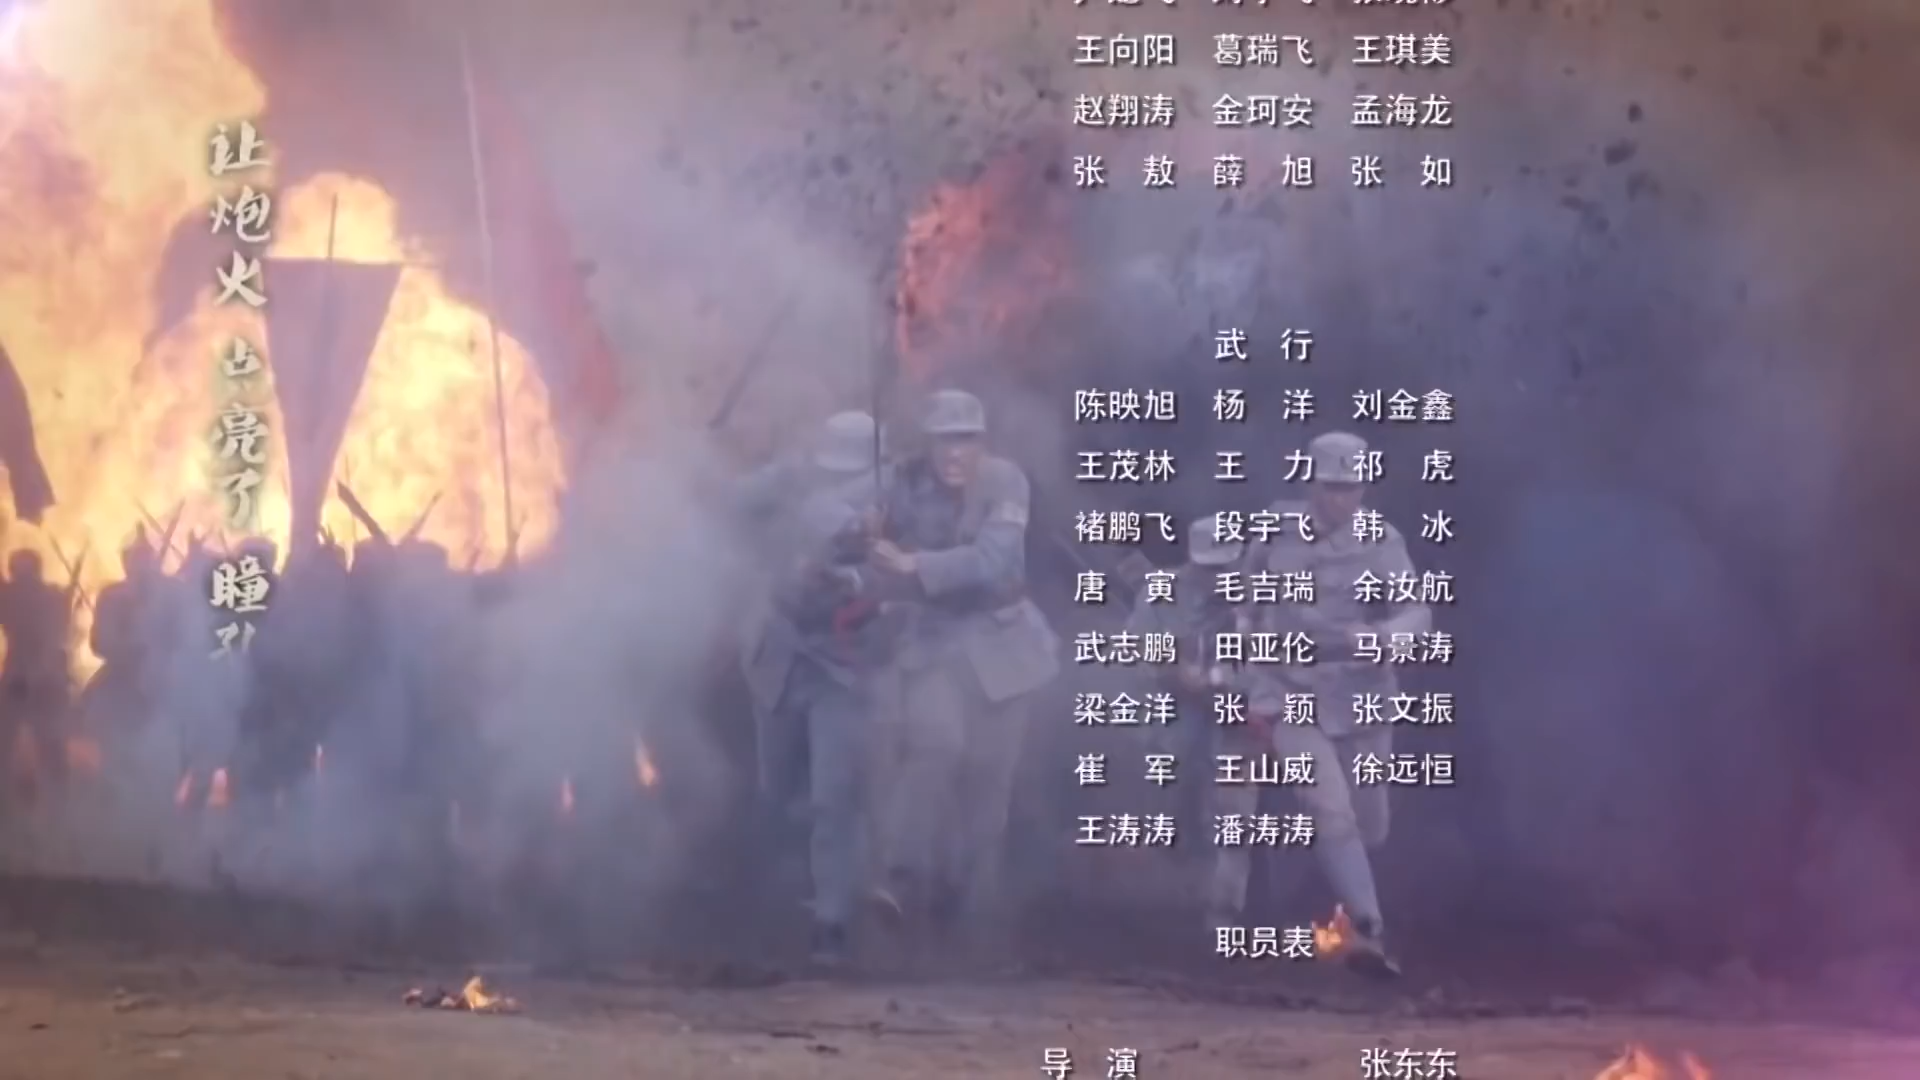 王向阳 葛瑞飞 王琪美
赵翔涛 金珂安 孟海龙
张 敖 薛 旭 张 如
让炮火 点亮了 瞳孔
武 行
陈映旭 杨 洋 刘金鑫
王茂林 王 力 祁 虎
褚鹏飞 段宇飞 韩 冰
唐 寅 毛吉瑞 余汝航
武志鹏 田亚伦 马景涛
梁金洋 张 颖 张文振
崔 军 王山威 徐远恒
王涛涛 潘涛涛
职员表
导 演 张东东